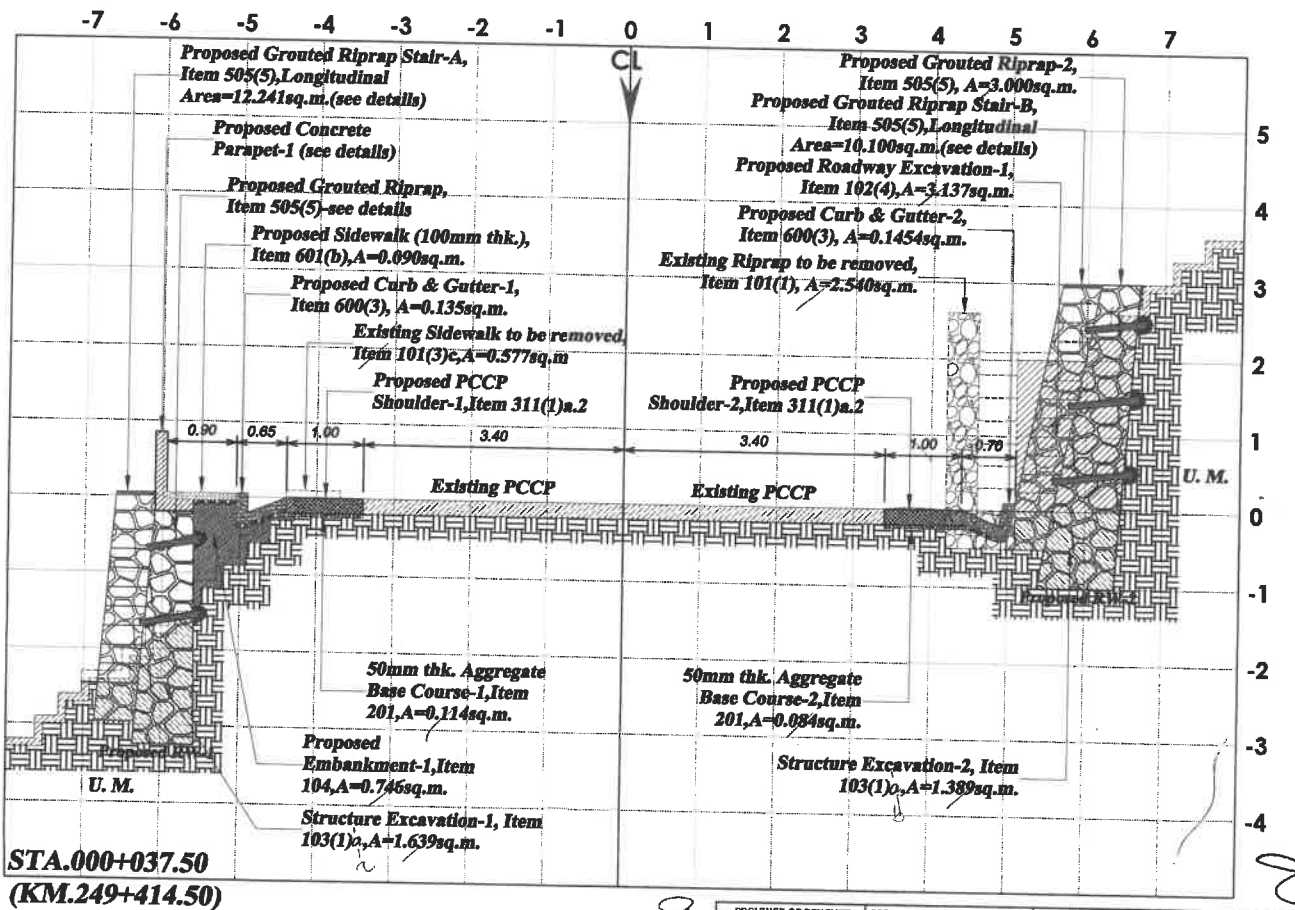 -7 -6 -5 -4 -3 -2 -1 0 1 2 3 4 5 6 7
CL
Proposed Grouted Riprap Stair-A,
Item 505(5),Longitudinal
Area=12.241sq.m.(see details)
Proposed Concrete
Parapet-1 (see details)
Proposed Grouted Riprap,
Item 505(5)-see details
Proposed Sidewalk (100mm thk.),
Item 601(b),A=0.090sq.m.
Proposed Curb & Gutter-1,
Item 600(3), A=0.135sq.m.
Existing Sidewalk to be removed,
Item 101(3)c,A=0.577sq.m
Proposed PCCP
Shoulder-1,Item 311(1)a.2
Proposed Grouted Riprap-2,
Item 505(5), A=3.000sq.m.
Proposed Grouted Riprap Stair-B,
Item 505(5),Longitudinal
Area=10.100sq.m.(see details)
Proposed Roadway Excavation-1,
Item 102(4),A=3.137sq.m.
Proposed Curb & Gutter-2,
Item 600(3), A=0.1454sq.m.
Existing Riprap to be removed,
Item 101(1), A=2.540sq.m.
Proposed PCCP
Shoulder-2,Item 311(1)a.2
0.90 0.65 1.00 3.40 3.40 1.00 0.70
Existing PCCP
Existing PCCP
5
4
3
2
1
0
-1
-2
-3
-4
U. M.
Proposed RW-2
50mm thk. Aggregate
Base Course-1,Item
201,A=0.114sq.m.
50mm thk. Aggregate
Base Course-2,Item
201,A=0.084sq.m.
Proposed
Embankment-1,Item
104,A=0.746sq.m.
Structure Excavation-1, Item
103(1)a,A=1.639sq.m.
Structure Excavation-2, Item
103(1)a,A=1.389sq.m.
Proposed
U. M.
STA.000+037.50
(KM.249+414.50)